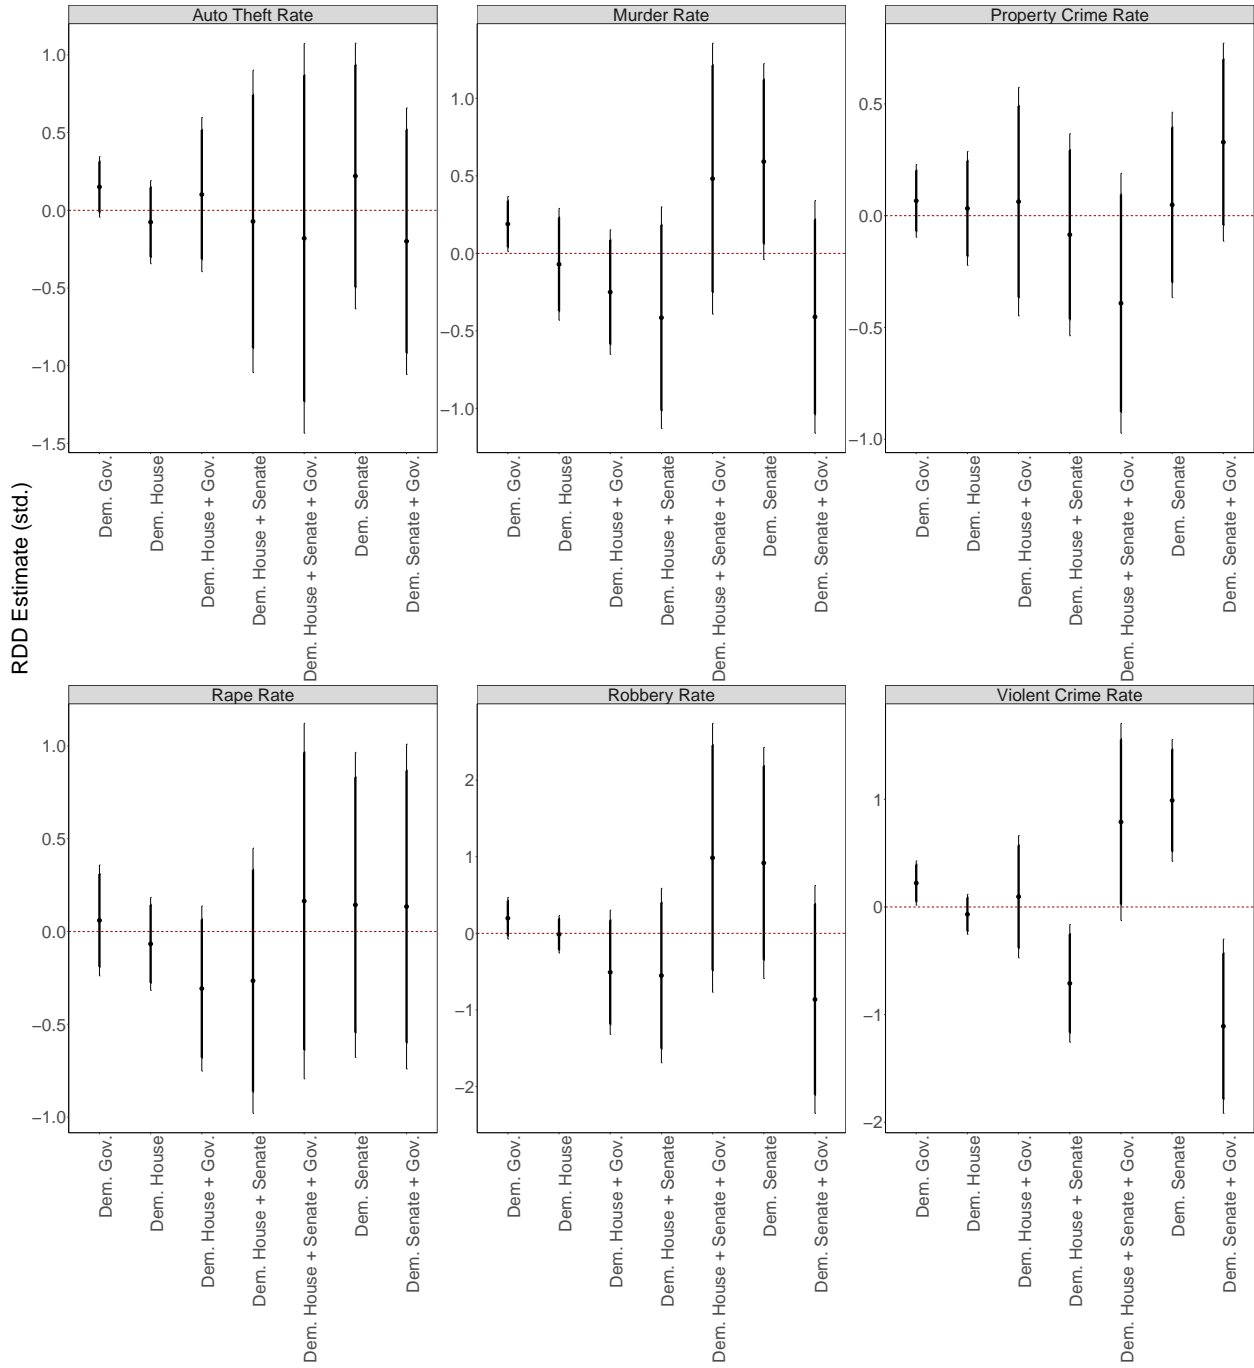 RDD Estimate (std.)
Auto Theft Rate
1.0
0.5
0.0
−0.5
−1.0
−1.5
Dem. Gov.
Dem. House
Dem. House + Gov.
Dem. House + Senate
Dem. House + Senate + Gov.
Dem. Senate
Dem. Senate + Gov.
Murder Rate
1.0
0.5
0.0
−0.5
−1.0
Dem. Gov.
Dem. House
Dem. House + Gov.
Dem. House + Senate
Dem. House + Senate + Gov.
Dem. Senate
Dem. Senate + Gov.
Property Crime Rate
0.5
0.0
−0.5
−1.0
Dem. Gov.
Dem. House
Dem. House + Gov.
Dem. House + Senate
Dem. House + Senate + Gov.
Dem. Senate
Dem. Senate + Gov.
Rape Rate
1.0
0.5
0.0
−0.5
−1.0
Dem. Gov.
Dem. House
Dem. House + Gov.
Dem. House + Senate
Dem. House + Senate + Gov.
Dem. Senate
Dem. Senate + Gov.
Robbery Rate
2
1
0
−1
−2
Dem. Gov.
Dem. House
Dem. House + Gov.
Dem. House + Senate
Dem. House + Senate + Gov.
Dem. Senate
Dem. Senate + Gov.
Violent Crime Rate
1
0
−1
−2
Dem. Gov.
Dem. House
Dem. House + Gov.
Dem. House + Senate
Dem. House + Senate + Gov.
Dem. Senate
Dem. Senate + Gov.